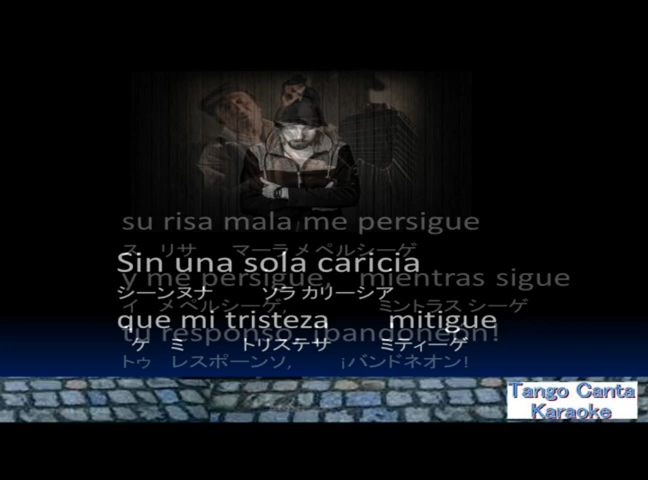 su risa mala me persigue
ス リサ マーラ メ ペルシーゲ
Sin una sola caricia
y me persigue, mientras sigue
シーンヌナ ソラ カリーシア
イ メ ペルシーゲ, ミントラス シーゲ
que mi tristeza mitigue
tu responso, ¡bandoneón!
ケ ミ トリステサ ミティーゲ
トゥ レスポーンソ, ¡バンドネオン!
Tango Canta
Karaoke